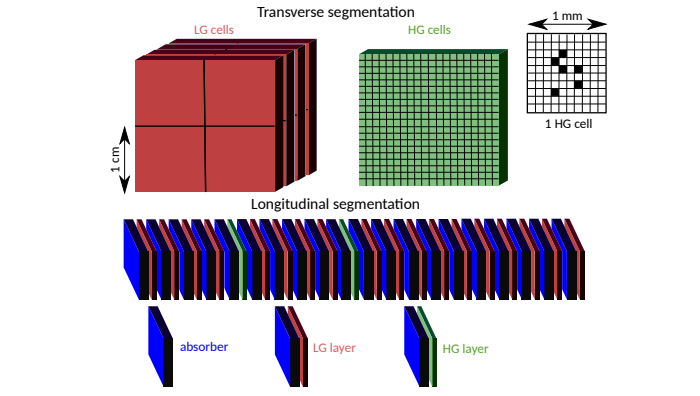 Transverse segmentation
LG cells
HG cells
1 mm
1 cm
1 HG cell
Longitudinal segmentation
absorber
LG layer
HG layer